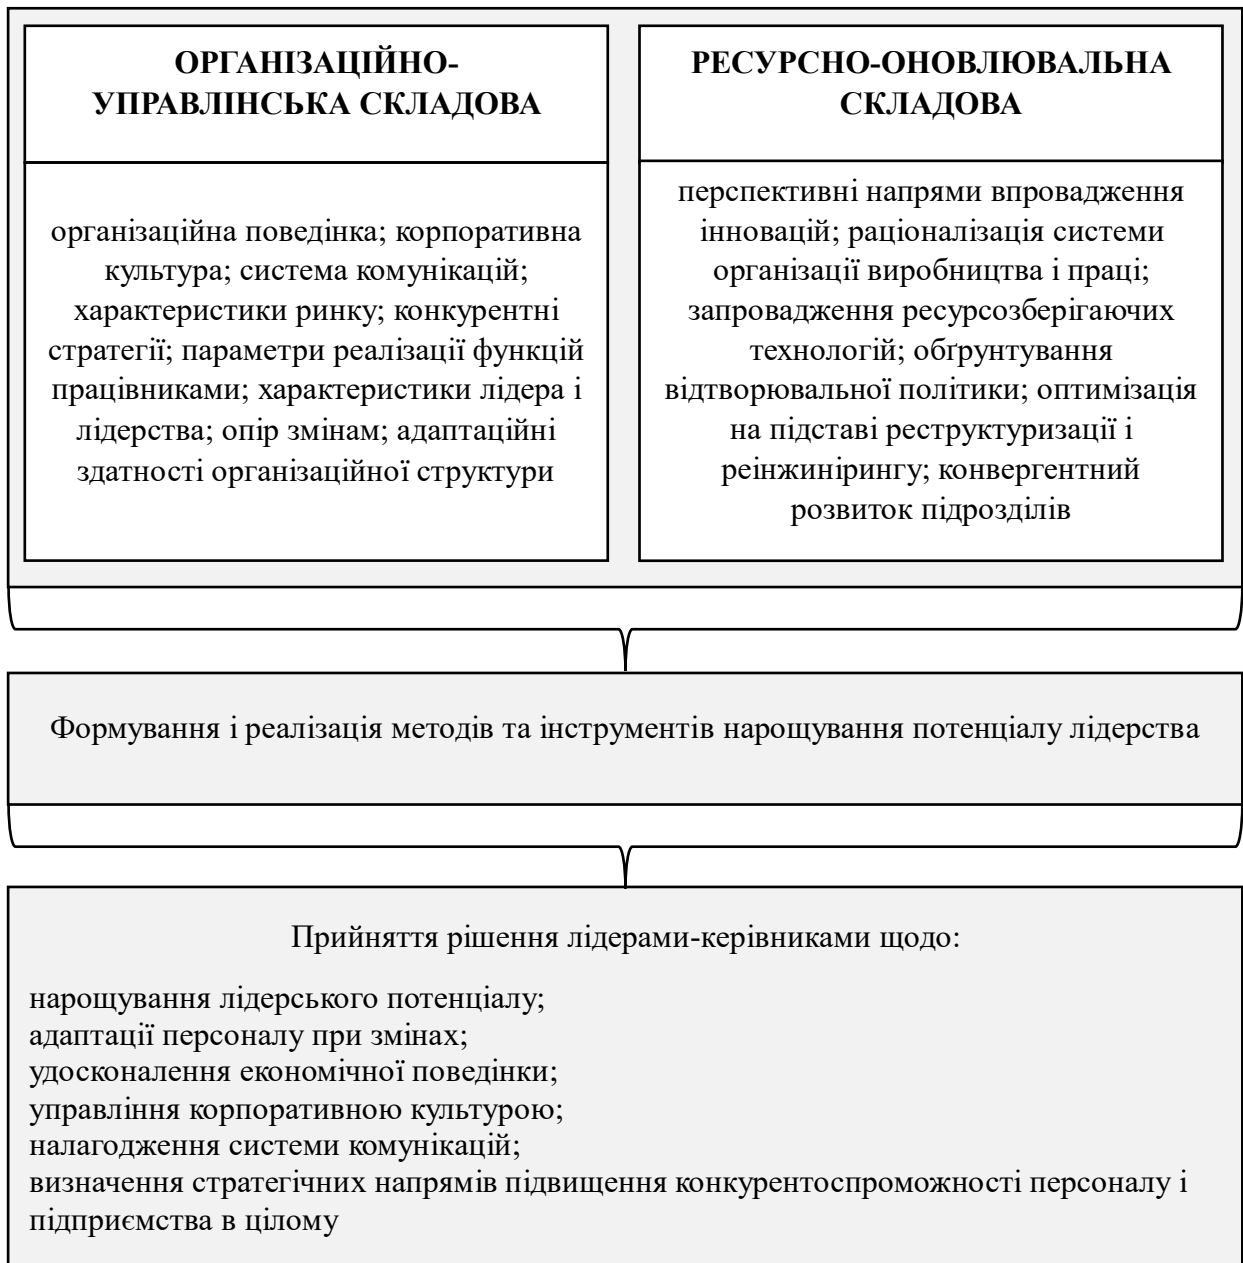 ОРГАНІЗАЦІЙНО-
УПРАВЛІНСЬКА СКЛАДОВА
організаційна поведінка; корпоративна
культура; система комунікацій;
характеристики ринку; конкурентні
стратегії; параметри реалізації функцій
працівниками; характеристики лідера і
лідерства; опір змінам; адаптаційні
здатності організаційної структури
РЕСУРСНО-ОНОВЛЮВАЛЬНА
СКЛАДОВА
перспективні напрями впровадження
інновацій; раціоналізація системи
організації виробництва і праці;
запровадження ресурсозберігаючих
технологій; обґрунтування
відтворювальної політики; оптимізація
на підставі реструктуризації і
реінжинірингу; конвергентний
розвиток підрозділів
Формування і реалізація методів та інструментів нарощування потенціалу лідерства
Прийняття рішення лідерами-керівниками щодо:
нарощування лідерського потенціалу;
адаптації персоналу при змінах;
удосконалення економічної поведінки;
управління корпоративною культурою;
налагодження системи комунікацій;
визначення стратегічних напрямів підвищення конкурентоспроможності персоналу і
підприємства в цілому